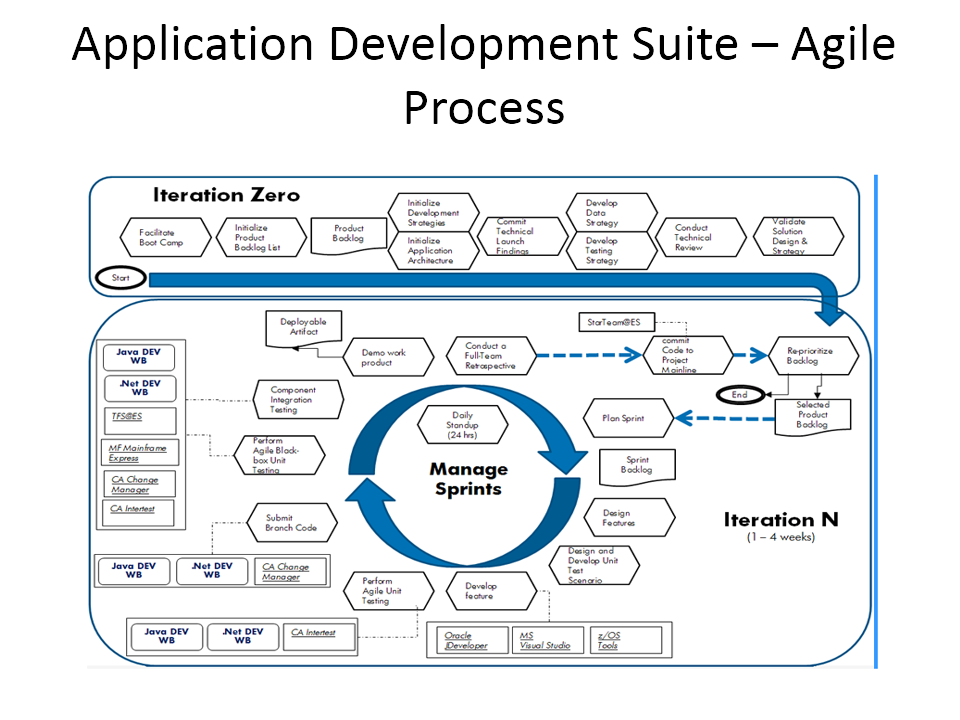 Application Development Suite – Agile
Process
Iteration Zero
Facilitate
Boot Camp
Initialize
Product
Backlog List
Product
Backlog
Initialize
Development
Strategies
Initialize
Application
Architecture
Commit
Technical
Launch
Findings
Develop
Data
Strategy
Develop
Testing
Strategy
Conduct
Technical
Review
Validate
Solution
Design &
Strategy
Start
Deployable
Artifact
Demo work
product
Conduct a
Full-Team
Retrospective
StarTeam@ES
commit
Code to
Project
Mainline
Re-prioritize
Backlog
End
Selected
Product
Backlog
Plan Sprint
Sprint
Backlog
Design
Features
Design and
Develop Unit
Test
Scenario
Develop
feature
Perform
Agile Unit
Testing
Submit
Branch Code
Perform
Agile Black-
box Unit
Testing
Component
Integration
Testing
Daily
Standup
(24 hrs)
Manage
Sprints
Iteration N
(1 – 4 weeks)
Java DEV
WB
.Net DEV
WB
TFS@ES
MF Mainframe
Express
CA Change
Manager
CA Intertest
Java DEV
WB
.Net DEV
WB
CA Change
Manager
Java DEV
WB
.Net DEV
WB
CA Intertest
Oracle
JDeveloper
MS
Visual Studio
z/OS
Tools